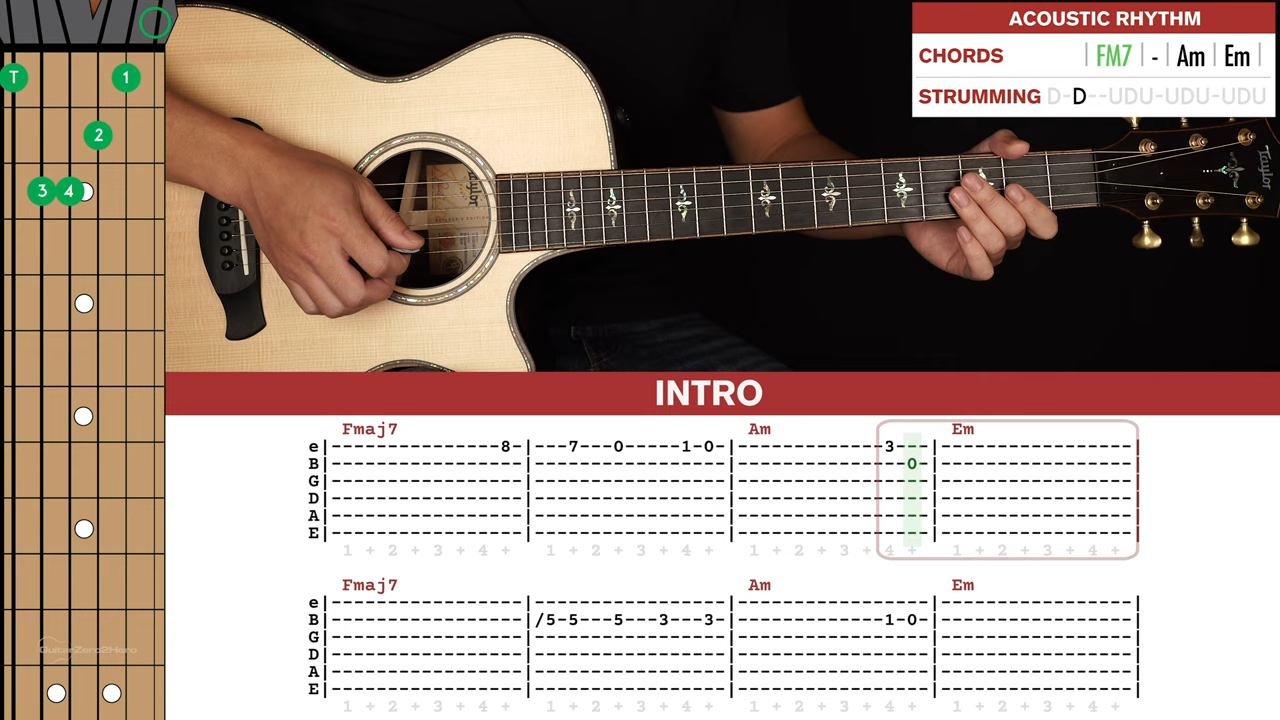 ACOUSTIC RHYTHM
CHORDS | FM7 | - | Am | Em |
STRUMMING D-D--UDU-UDU-UDU
T 1
2
3 4
Taylor
INTRO
Fmaj7 Am Em
e|---------------8-|---7---0-----1-0-|-------------3---|-----------------|
B|-----------------|-----------------|---------------0-|-----------------|
G|-----------------|-----------------|-----------------|-----------------|
D|-----------------|-----------------|-----------------|-----------------|
A|-----------------|-----------------|-----------------|-----------------|
E|-----------------|-----------------|-----------------|-----------------|
1 + 2 + 3 + 4 + 1 + 2 + 3 + 4 + 1 + 2 + 3 + 4 + 1 + 2 + 3 + 4 +
Fmaj7 Am Em
e|-----------------|-----------------|-----------------|-----------------|
B|-----------------|/5-5---5---3---3-|-------------1-0-|-----------------|
G|-----------------|-----------------|-----------------|-----------------|
D|-----------------|-----------------|-----------------|-----------------|
A|-----------------|-----------------|-----------------|-----------------|
E|-----------------|-----------------|-----------------|-----------------|
1 + 2 + 3 + 4 + 1 + 2 + 3 + 4 + 1 + 2 + 3 + 4 + 1 + 2 + 3 + 4 +
GuitarZero2Hero